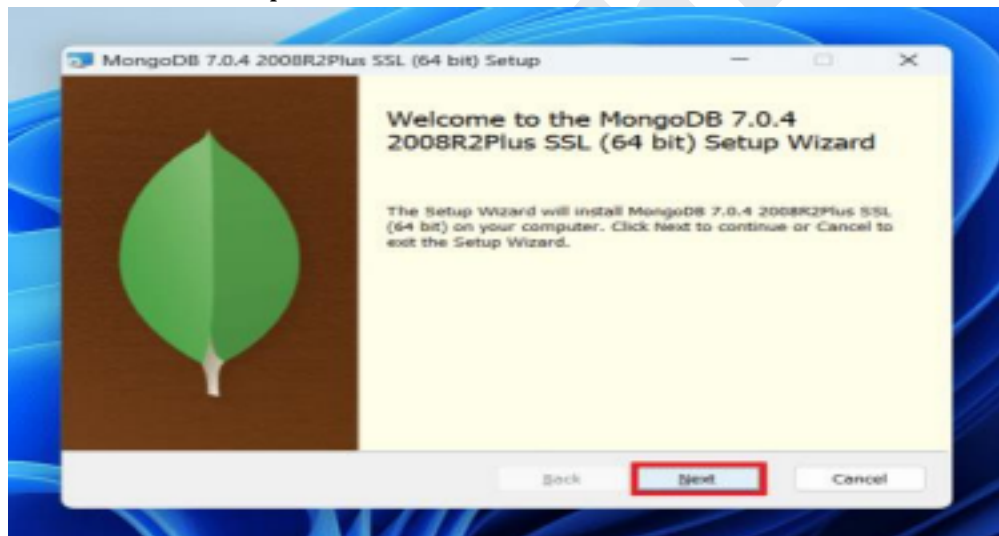 MongoDB 7.0.4 2008R2Plus SSL (64 bit) Setup
Welcome to the MongoDB 7.0.4
2008R2Plus SSL (64 bit) Setup Wizard
The Setup Wizard will install MongoDB 7.0.4 2008R2Plus SSL
(64 bit) on your computer. Click Next to continue or Cancel to
exit the Setup Wizard.
Back Next Cancel